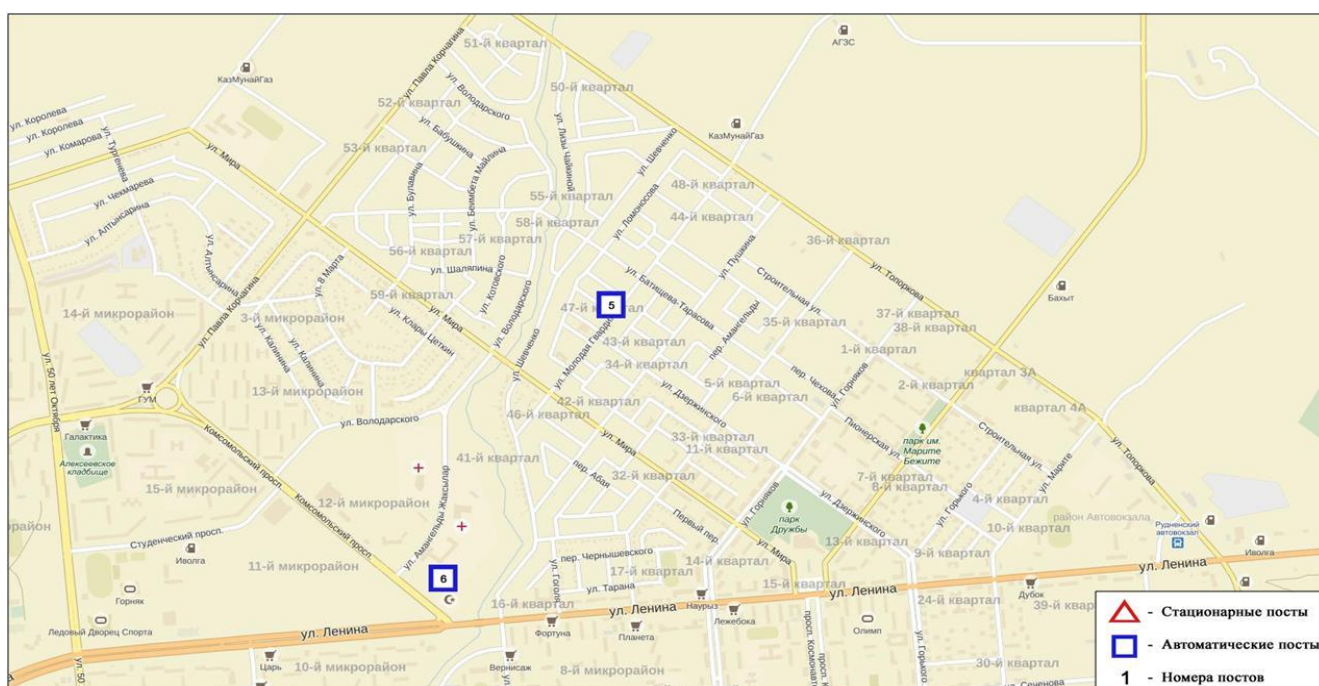 51-й квартал
АГЗС
ул. Павла Корчагина
КазМунайГаз
50-й квартал
ул. Володарского
52-й квартал
ул. Королева
ул. Королева
ул. Комарова
ул. Тургенева
ул. Бабушкина
ул. Лизы Чайкиной
КазМунайГаз
ул. Шевченко
ул. Мира
53-й квартал
ул. Беимбета Майлина
ул. Булавина
48-й квартал
ул. Чекмарева
55-й квартал
ул. Ломоносова
ул. Алтынсарина
44-й квартал
58-й квартал
36-й квартал
57-й квартал
ул. Алтынсарина
56-й квартал
ул. Пушкина
ул. Топоркова
ул. 8 Марта
ул. Шаляпина
ул. Котовского
ул. Батищева-Тарасова
Строительная ул.
Бахыт
59-й квартал
5
47-й квартал
14-й микрорайон
ул. Павла Корчагина
3-й микрорайон
ул. Мира
ул. Володарского
37-й квартал
38-й квартал
35-й квартал
пер. Амангельды
ул. Клары Цеткин
ул. Калинина
ул. Калинина
ул. Шевченко
43-й квартал
1-й квартал
34-й квартал
ул. Молодая Гвардия
квартал 3А
5-й квартал
6-й квартал
пер. Чехова
ул. Горняков
2-й квартал
13-й микрорайон
ГУМ
ул. 50 лет Октября
42-й квартал
ул. Дзержинского
46-й квартал
квартал 4А
ул. Володарского
Галактика
Алексеевское
кладбище
Комсомольский просп.
ул. Мира
33-й квартал
11-й квартал
Пионерская ул.
парк им.
Марите
Бежите
Строительная ул.
ул. Топоркова
41-й квартал
пер. Абая
32-й квартал
7-й квартал
8-й квартал
ул. Марите
15-й микрорайон
12-й микрорайон
ул. Амангельды Жаксылар
Комсомольский просп.
ул. Горняков
парк
Дружбы
ул. Дзержинского
ул. Горького
4-й квартал
10-й квартал
район Автовокзала
Рудненский
автовокзал
Первый пер.
ул. Мира
Студенческий просп.
Иволга
13-й квартал
9-й квартал
Иволга
пер. Чернышевского
14-й квартал
11-й микрорайон
6
ул. Гоголя
17-й квартал
ул. Тарана
15-й квартал
ул. Ленина
Горняк
16-й квартал
ул. Ленина
Наурыз
Дубок
24-й квартал
Лежебока
Олимп
Ледовый Дворец Спорта
ул. Ленина
Фортуна
Планета
ул. Горького
Царь
10-й микрорайон
Вернисаж
8-й микрорайон
30-й квартал
- Стационарные посты
- Автоматические посты
1 - Номера постов